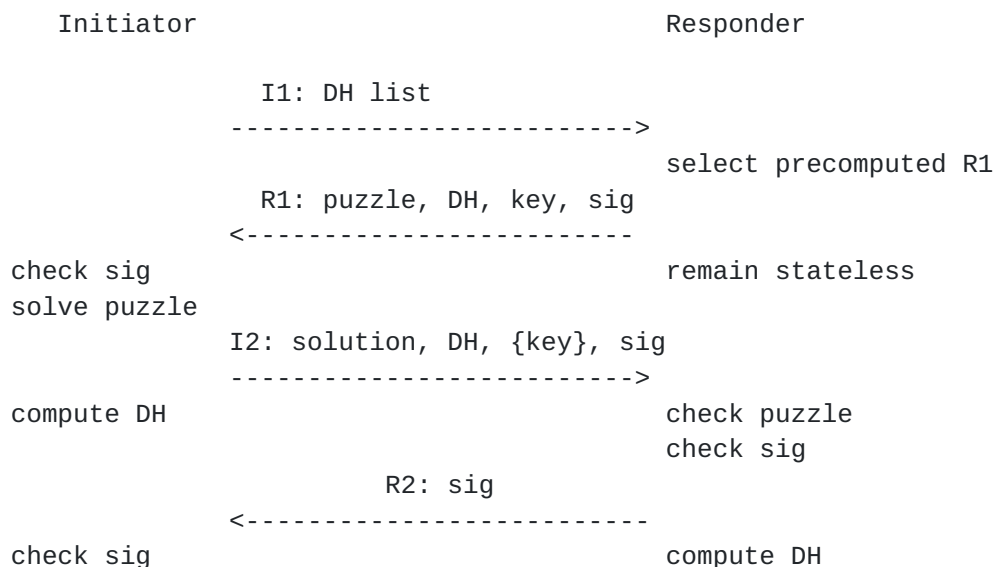 Initiator                              Responder
I1: DH list
-------------------------->
select precomputed R1
R1: puzzle, DH, key, sig
<-------------------------
check sig                              remain stateless
solve puzzle
I2: solution, DH, {key}, sig
-------------------------->
compute DH                             check puzzle
check sig
R2: sig
<--------------------------
check sig                              compute DH